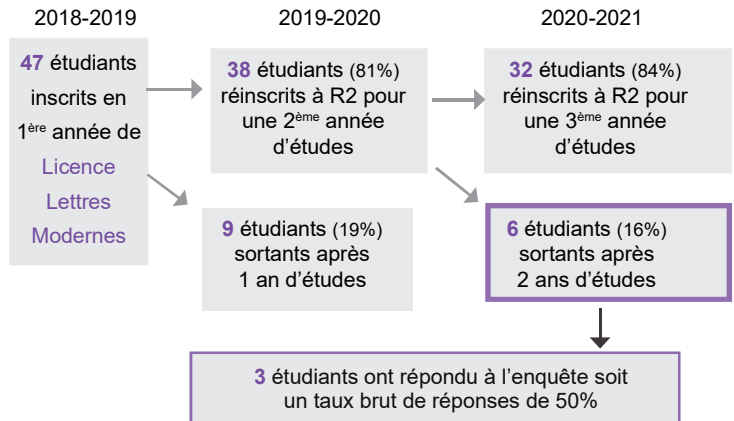 2018-2019
2019-2020
2020-2021
47 étudiants
inscrits en
1ère année de
Licence
Lettres
Modernes
38 étudiants (81%)
réinscrits à R2 pour
une 2ème année
d’études
32 étudiants (84%)
réinscrits à R2 pour
une 3ème année
d’études
9 étudiants (19%)
sortants après
1 an d’études
6 étudiants (16%)
sortants après
2 ans d’études
3 étudiants ont répondu à l’enquête soit
un taux brut de réponses de 50%